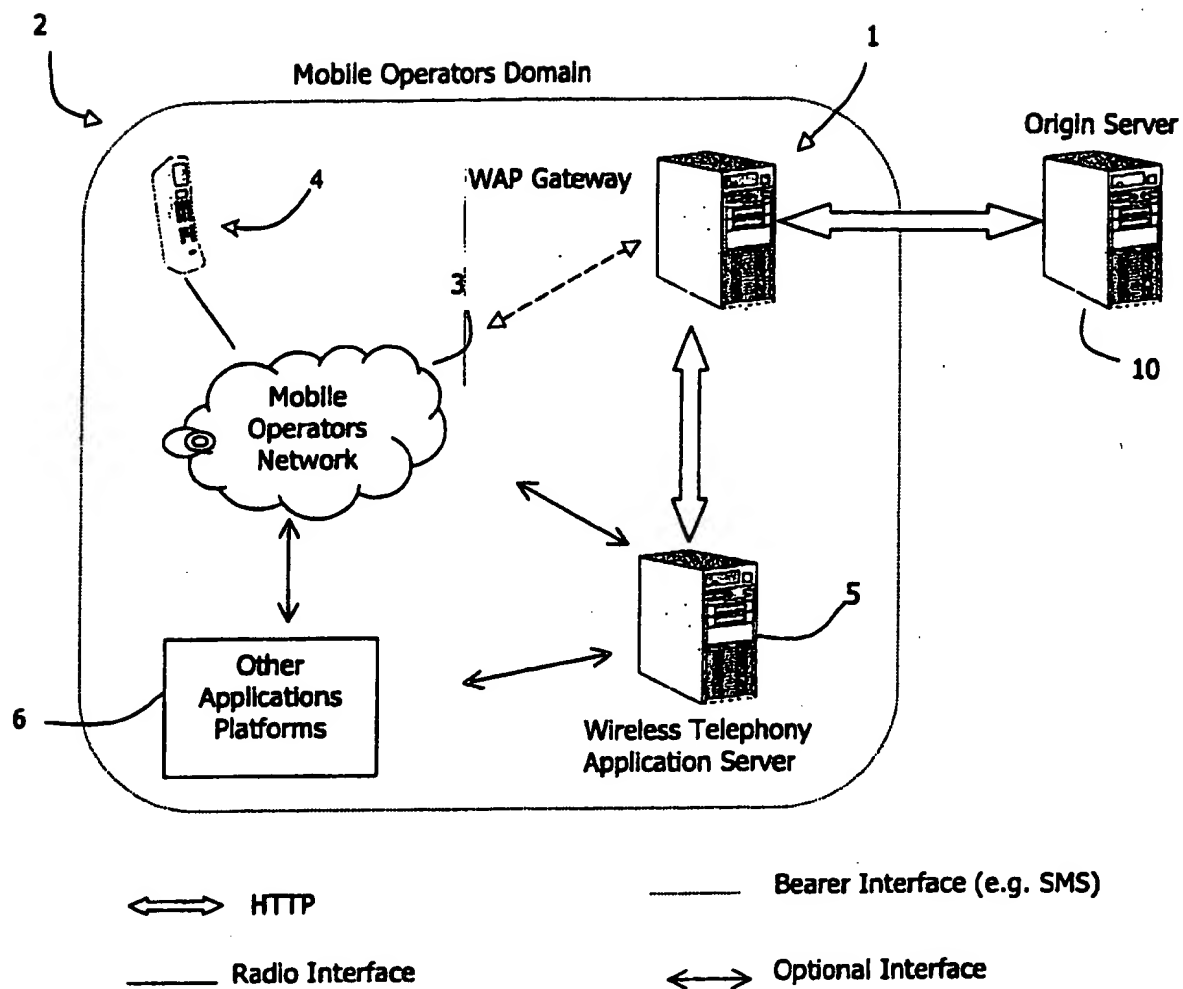 2
1
Mobile Operators Domain
Origin Server
4
WAP Gateway
3
10
Mobile
Operators
Network
5
Other
Applications
Platforms
6
Wireless Telephony
Application Server
HTTP
Bearer Interface (e.g. SMS)
Radio Interface
Optional Interface